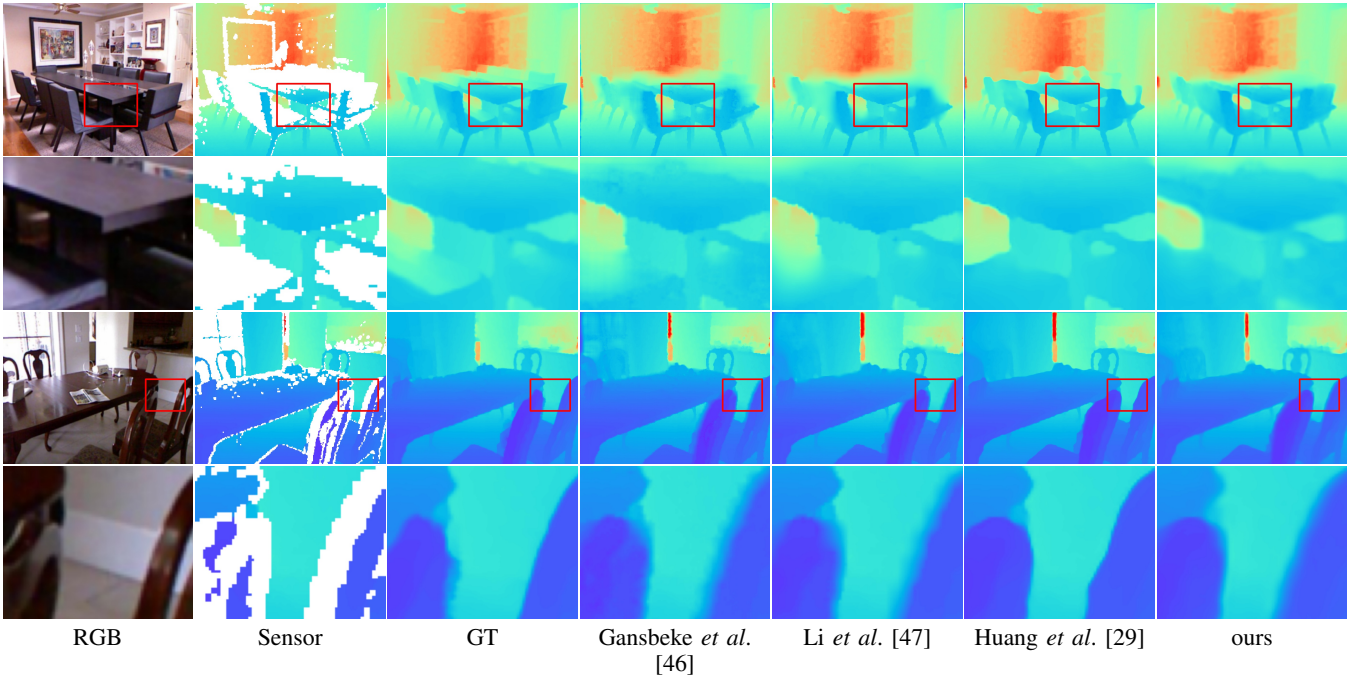 RGB
Sensor
GT
Gansbeke et al.
[46]
Li et al. [47]
Huang et al. [29]
ours